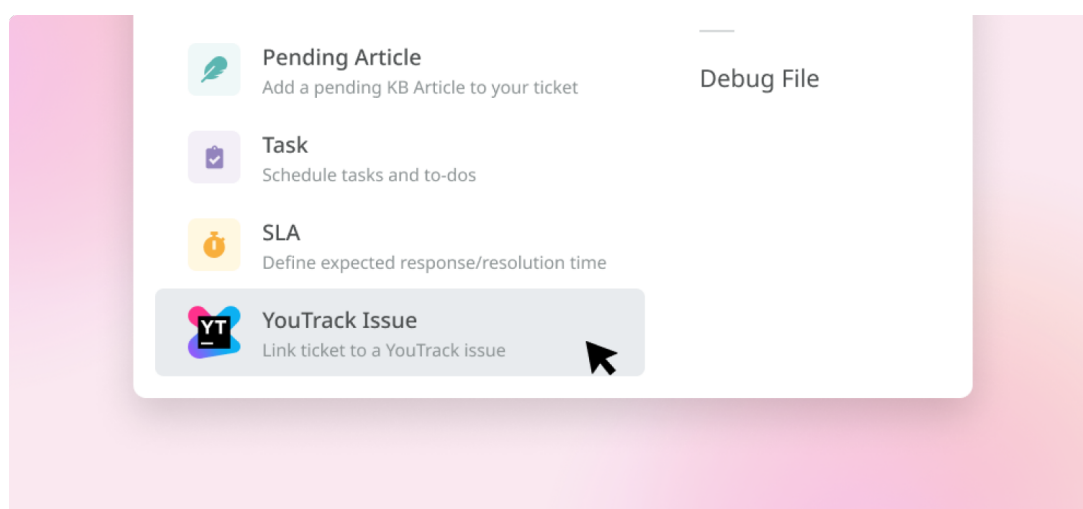 Pending Article
Add a pending KB Article to your ticket
Task
Schedule tasks and to-dos
SLA
Define expected response/resolution time
YT
YouTrack Issue
Link ticket to a YouTrack issue
Debug File